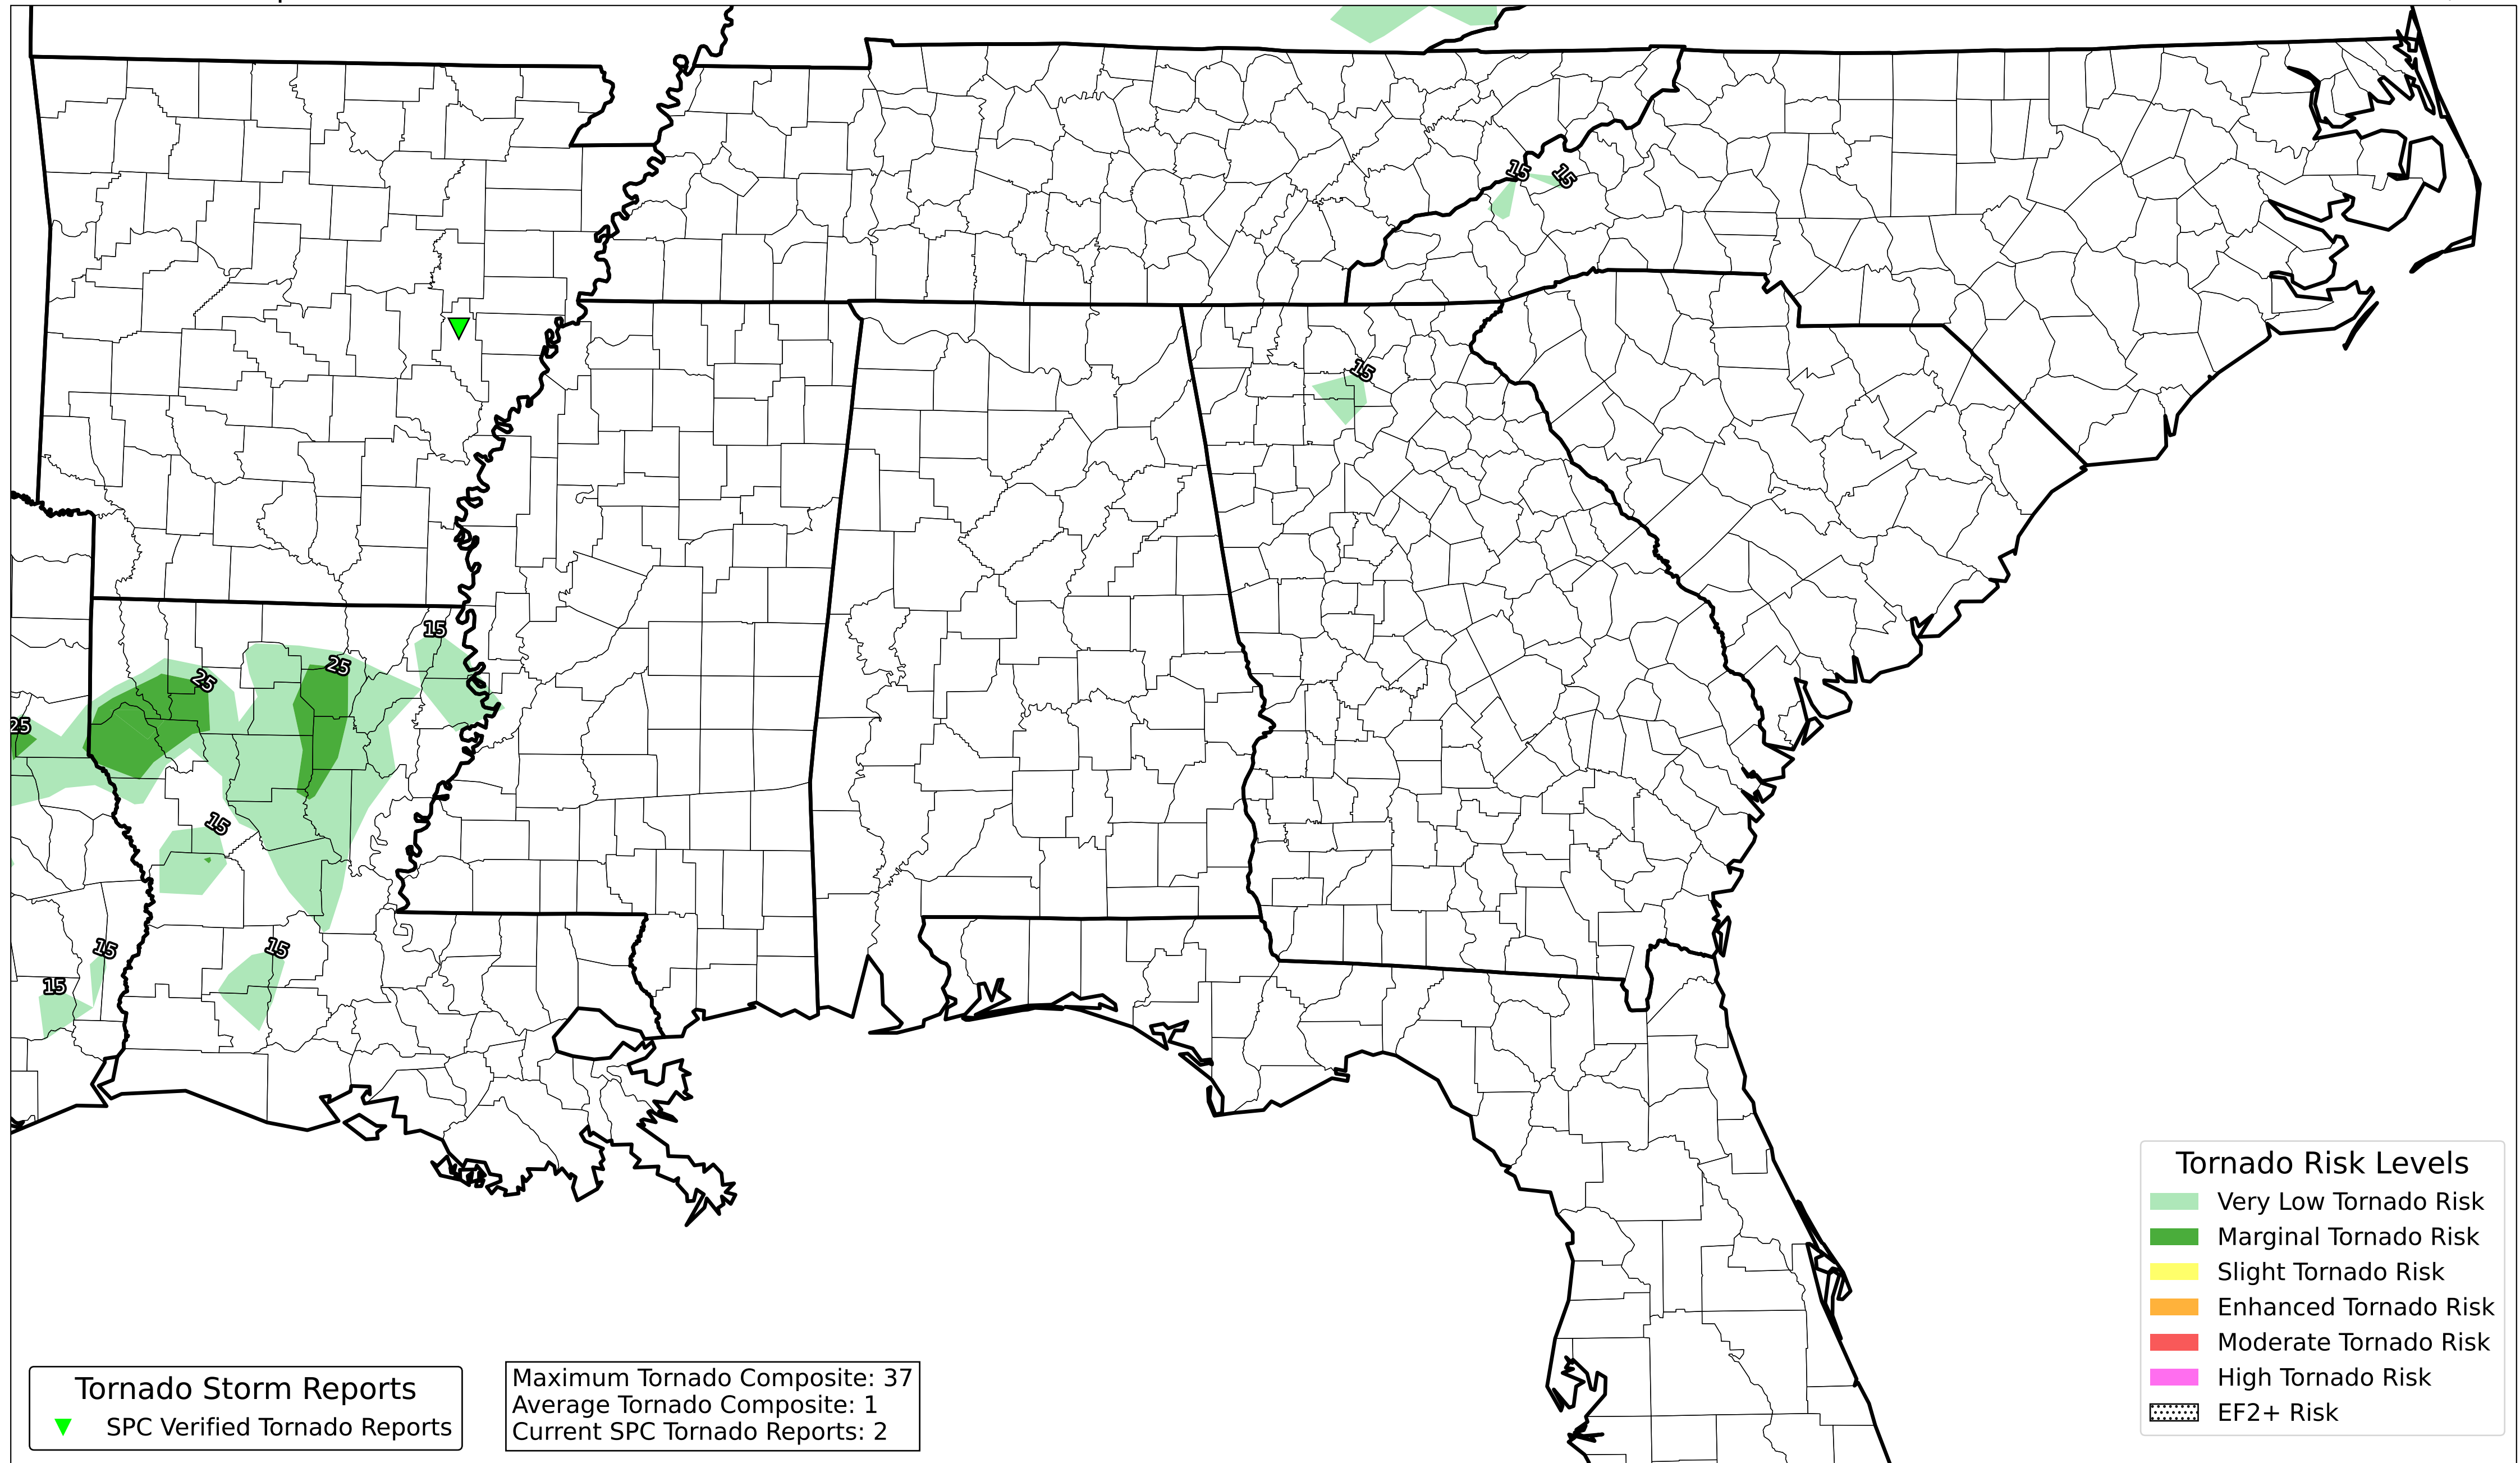 15
15
15
15
25
25
25
15
15
15
15
Tornado Risk Levels
Very Low Tornado Risk
Marginal Tornado Risk
Slight Tornado Risk
Enhanced Tornado Risk
Moderate Tornado Risk
High Tornado Risk
EF2+ Risk
Tornado Storm Reports
SPC Verified Tornado Reports
Maximum Tornado Composite: 37
Average Tornado Composite: 1
Current SPC Tornado Reports: 2